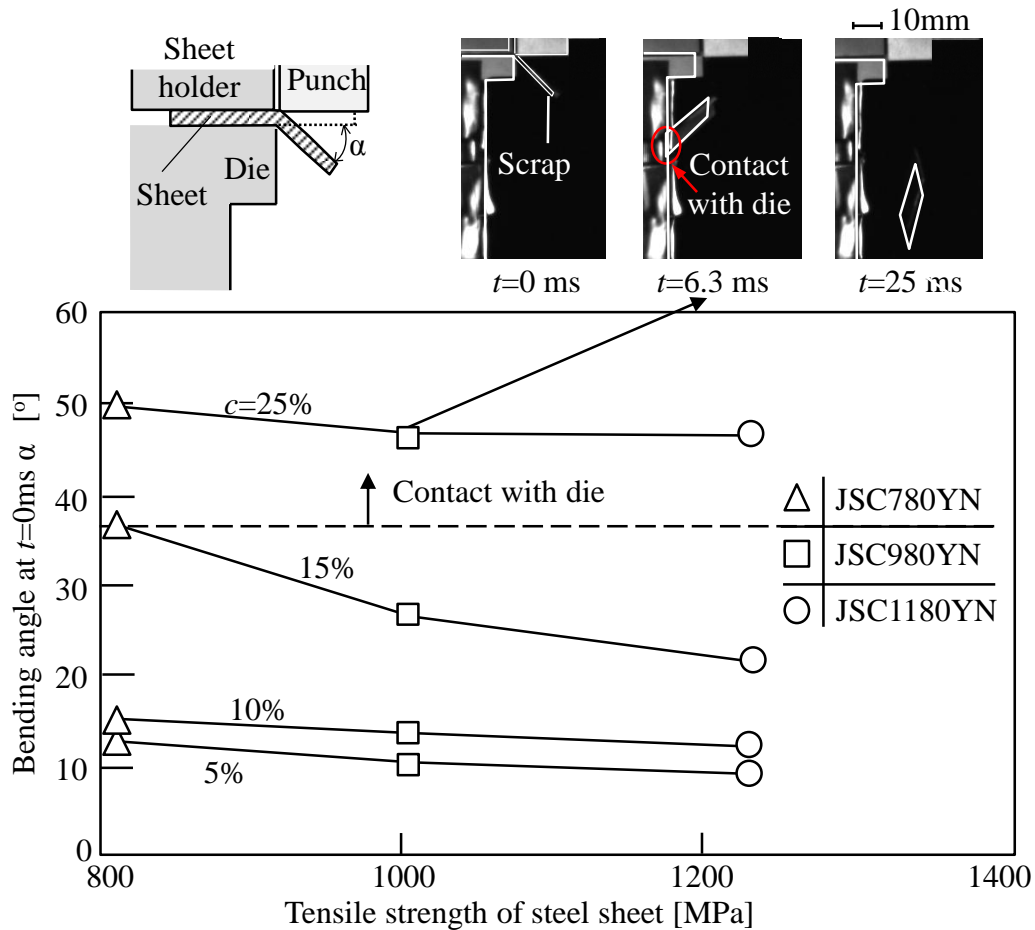 Sheet
holder
Punch
α
Die
Sheet
10mm
Scrap
Contact
with die
t=0 ms
t=6.3 ms
t=25 ms
Bending angle at t=0ms α [º]
60
50
40
30
20
10
0
c=25%
Contact with die
15%
10%
5%
JSC780YN
JSC980YN
JSC1180YN
800
1000
1200
1400
Tensile strength of steel sheet [MPa]